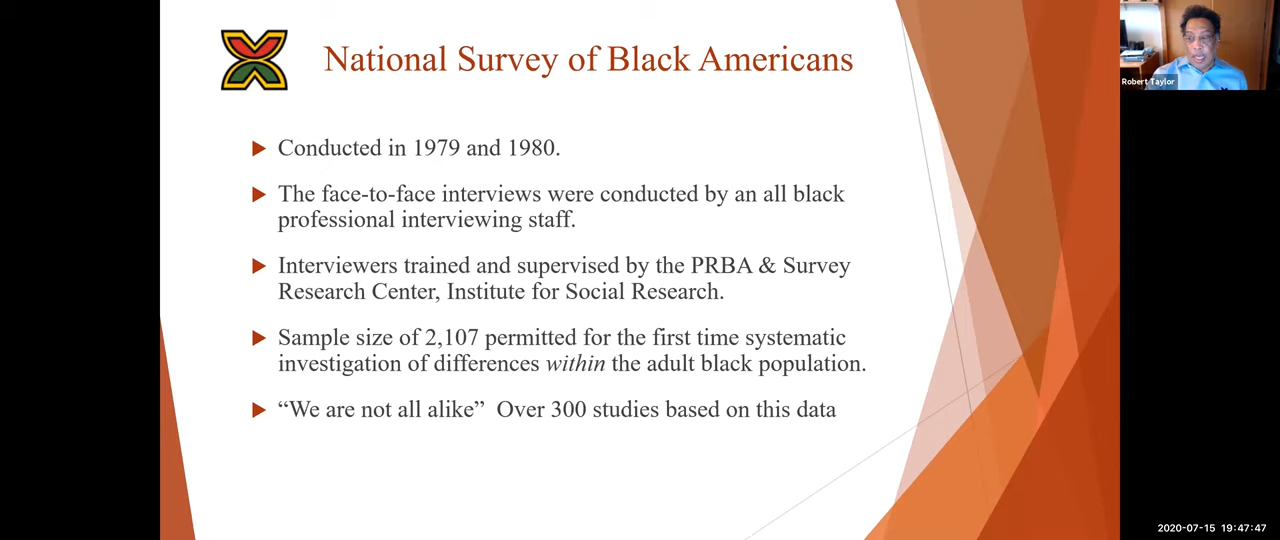 National Survey of Black Americans
Conducted in 1979 and 1980.
The face-to-face interviews were conducted by an all black
professional interviewing staff.
Interviewers trained and supervised by the PRBA & Survey
Research Center, Institute for Social Research.
Sample size of 2,107 permitted for the first time systematic
investigation of differences within the adult black population.
“We are not all alike”  Over 300 studies based on this data
Robert Taylor
2020-07-15 19:47:47